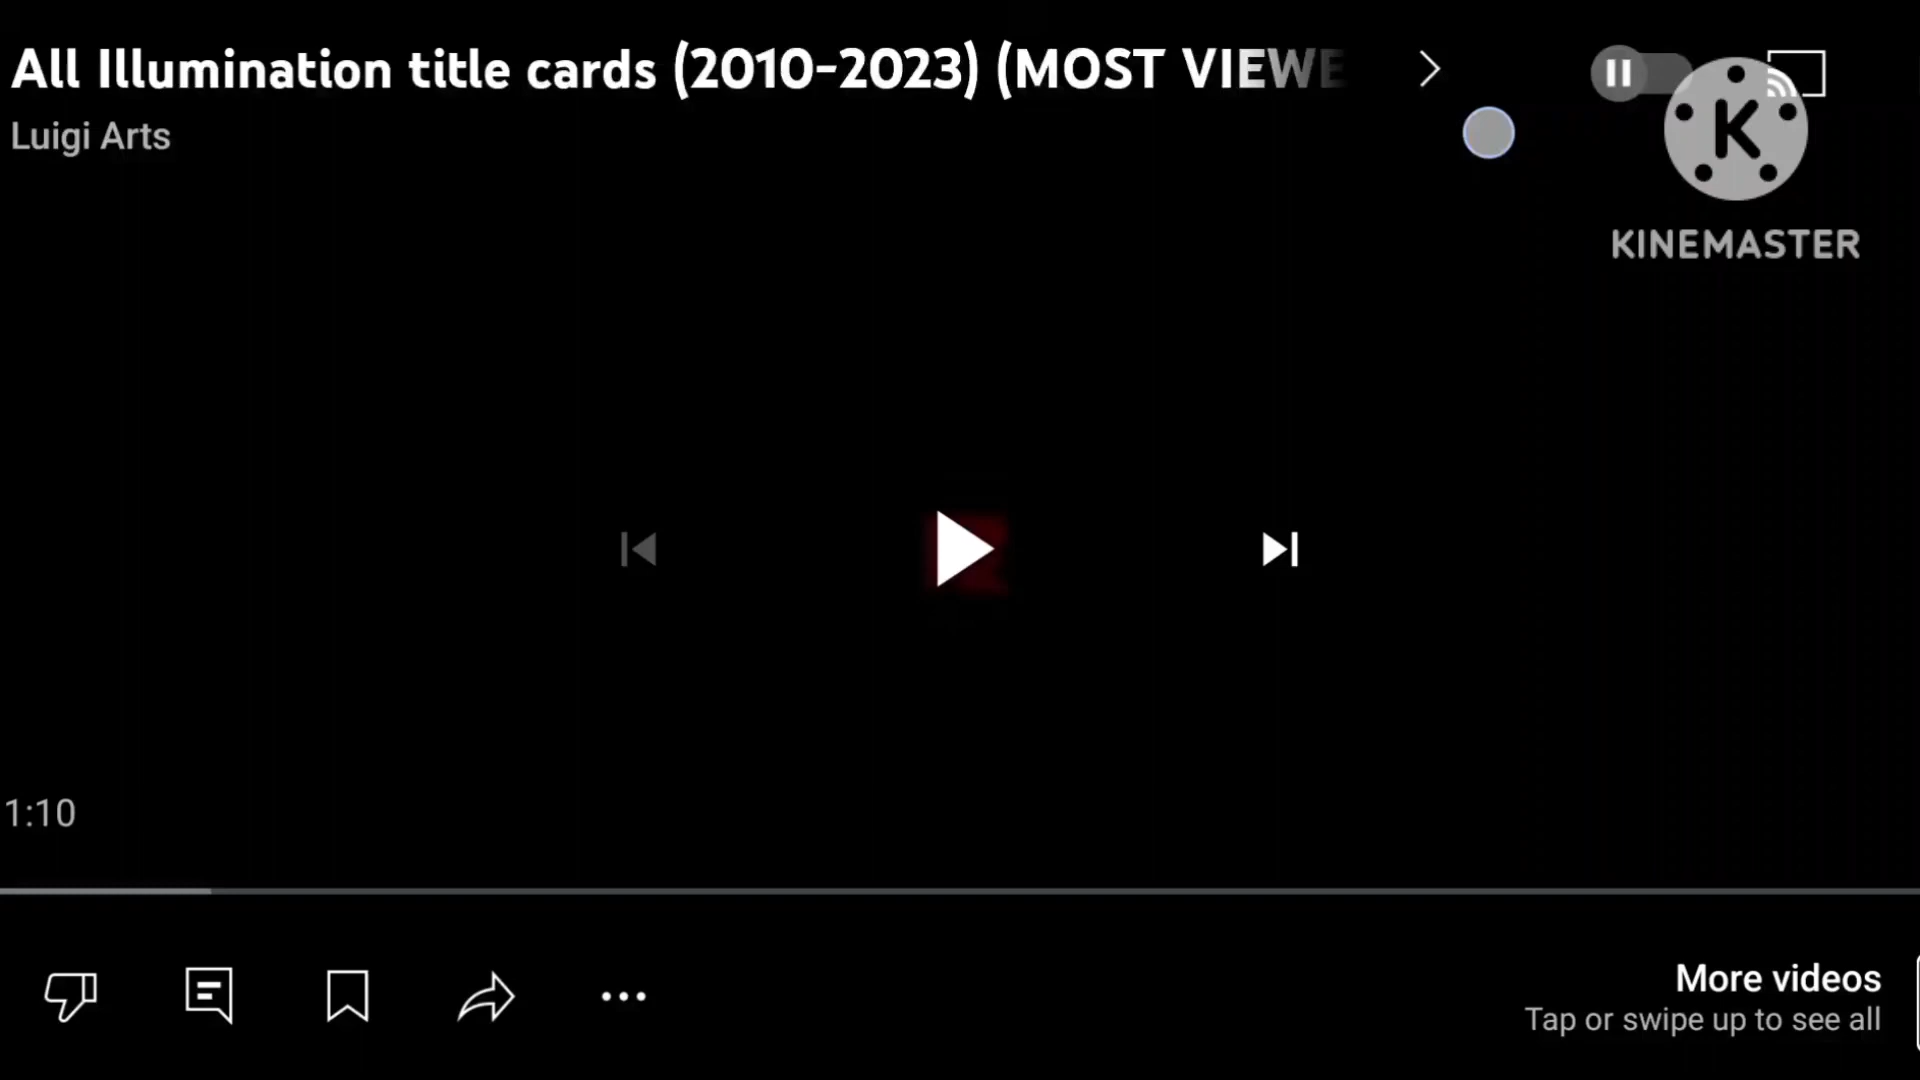 All Illumination title cards (2010-2023) (MOST VIEWE
Luigi Arts
K
KINEMASTER
1:10
More videos
Tap or swipe up to see all